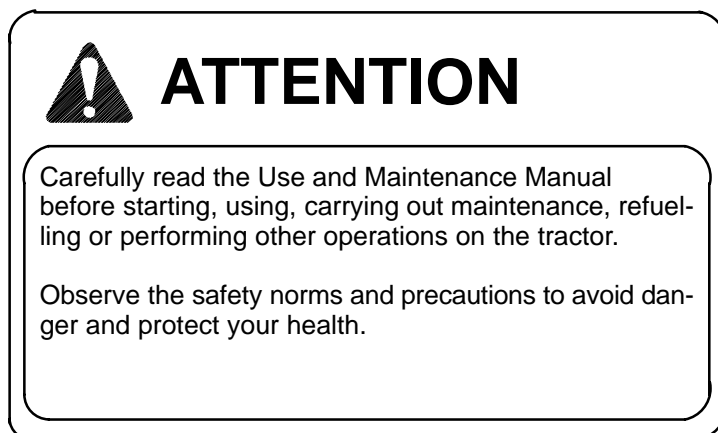 ATTENTION
Carefully read the Use and Maintenance Manual
before starting, using, carrying out maintenance, refuel-
ling or performing other operations on the tractor.
Observe the safety norms and precautions to avoid dan-
ger and protect your health.